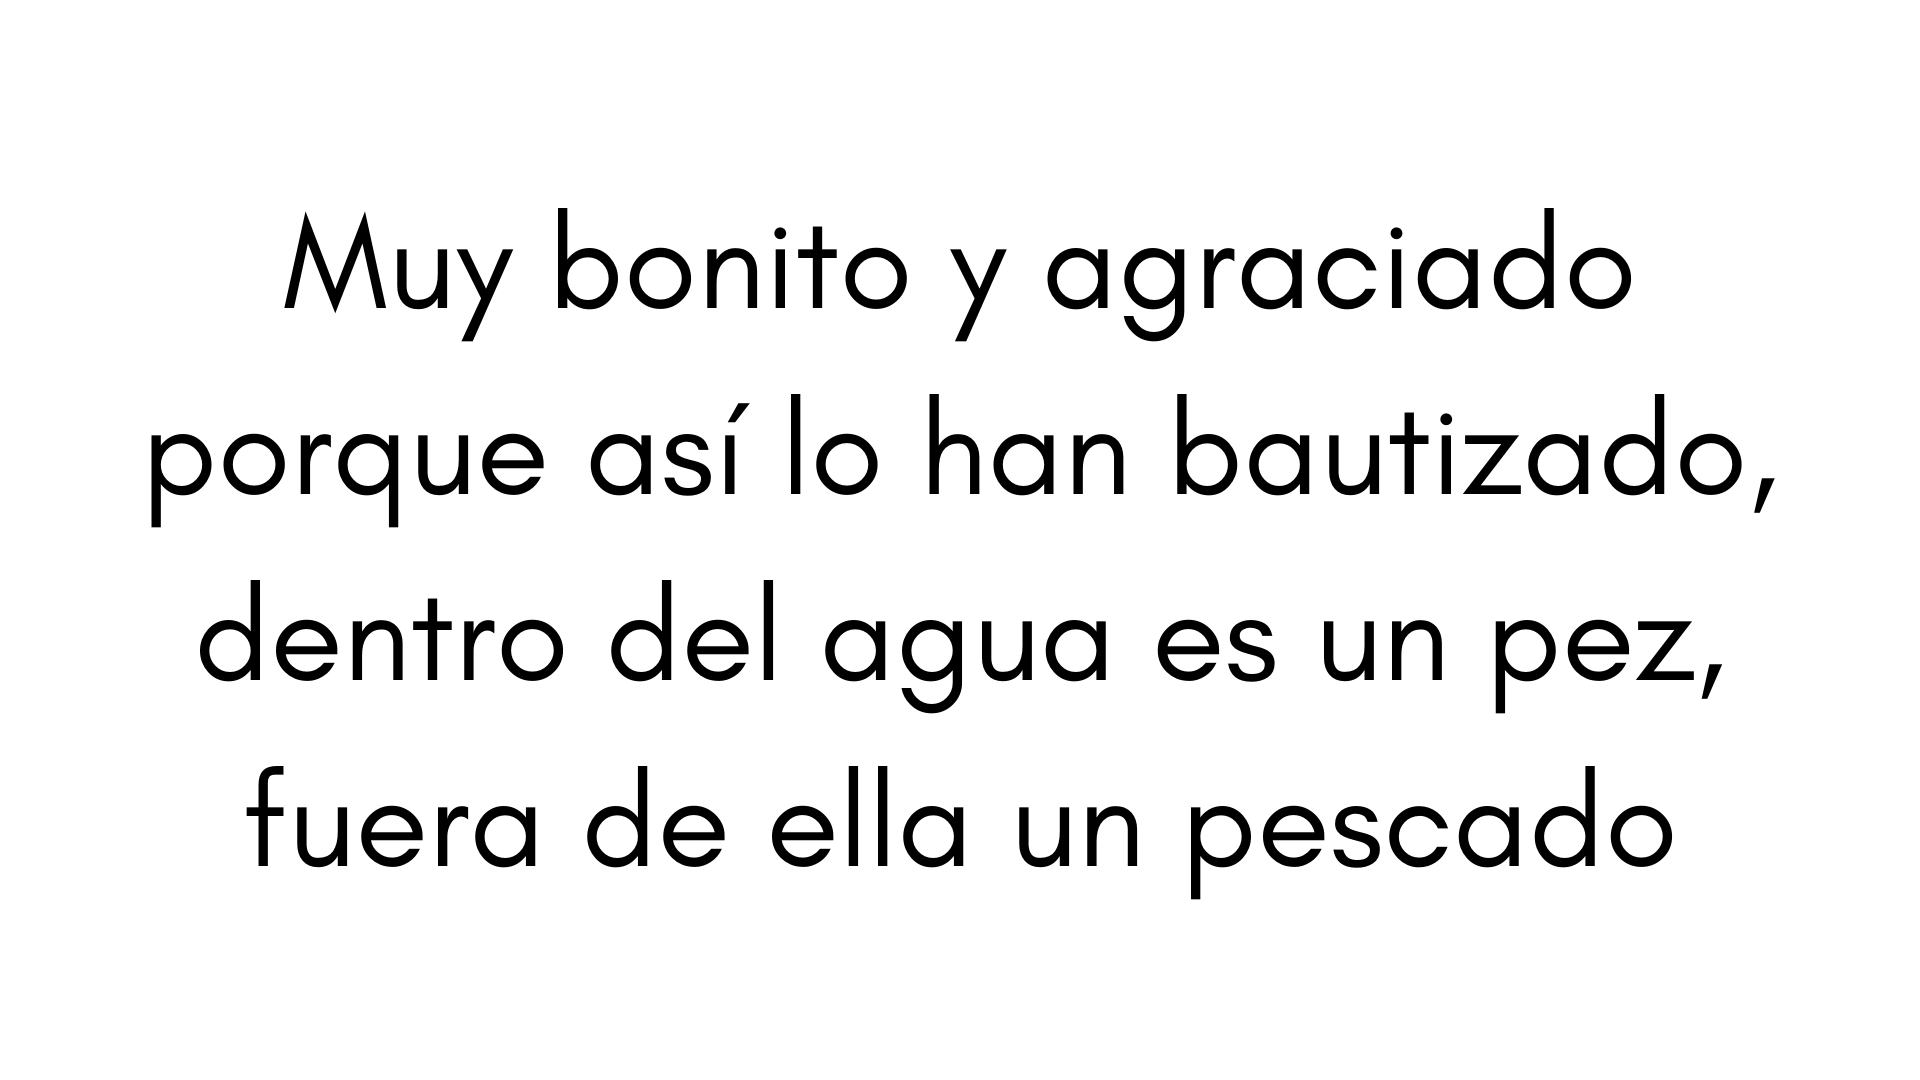 Muy bonito y agraciado
porque así lo han bautizado,
dentro del agua es un pez,
fuera de ella un pescado